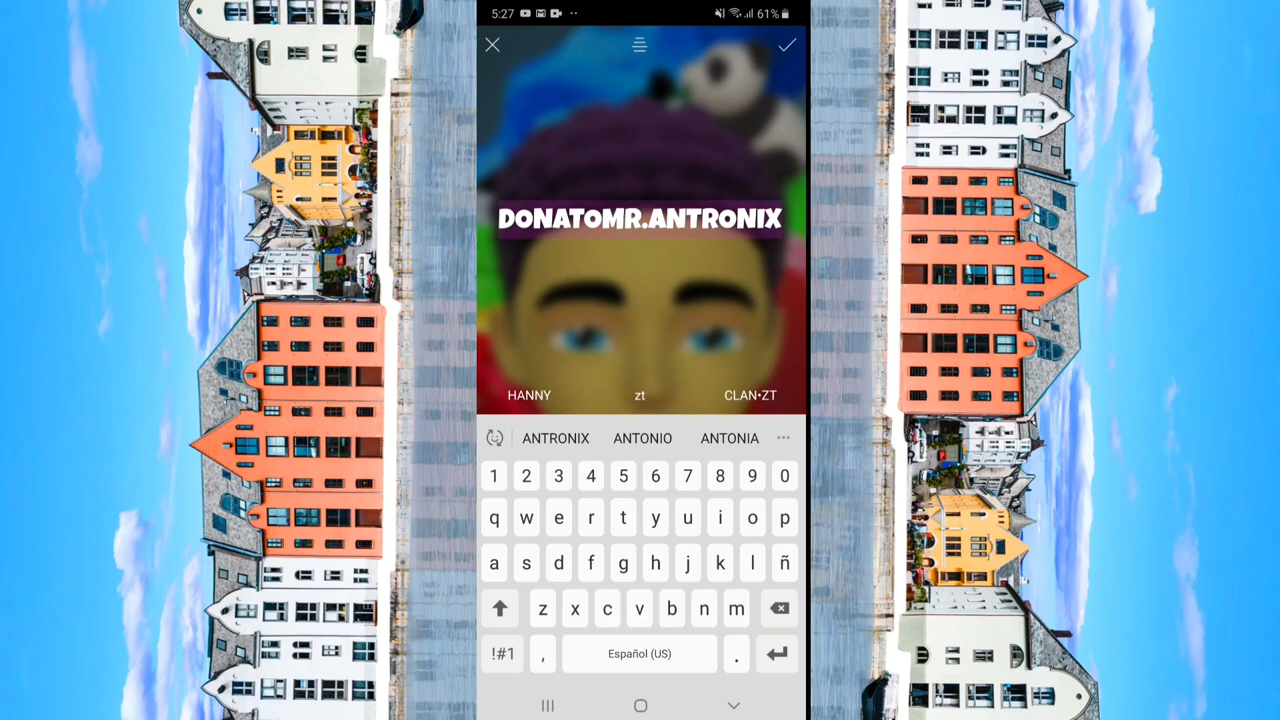 5:27
61%
DONATOMR.ANTRONIX
HANNY zt CLAN•ZT
ANTRONIX ANTONIO ANTONIA
1 2 3 4 5 6 7 8 9 0
q w e r t y u i o p
a s d f g h j k l ñ
z x c v b n m
!#1 , Español (US) .